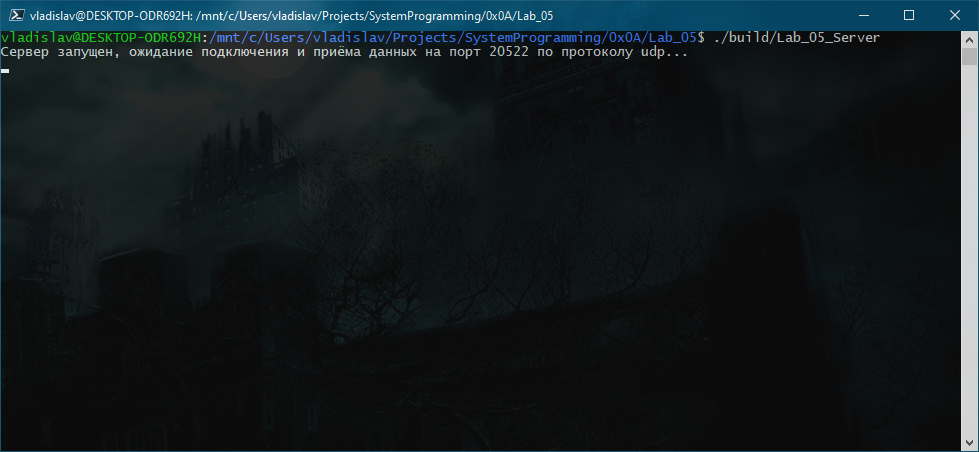 vladislav@DESKTOP-ODR692H: /mnt/c/Users/vladislav/Projects/SystemProgramming/0x0A/Lab_05
vladislav@DESKTOP-ODR692H:/mnt/c/Users/vladislav/Projects/SystemProgramming/0x0A/Lab_05$ ./build/Lab_05_Server
Сервер запущен, ожидание подключения и приёма данных на порт 20522 по протоколу udp...